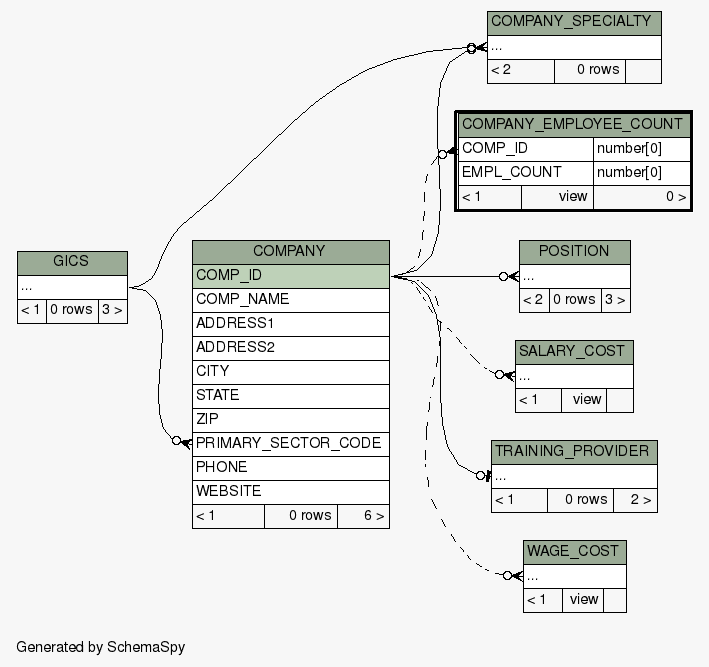 COMPANY_SPECIALTY
...
< 2 0 rows
COMPANY_EMPLOYEE_COUNT
COMP_ID number[0]
EMPL_COUNT number[0]
< 1 view 0 >
GICS
...
< 1 0 rows 3 >
COMPANY
COMP_ID
COMP_NAME
ADDRESS1
ADDRESS2
CITY
STATE
ZIP
PRIMARY_SECTOR_CODE
PHONE
WEBSITE
< 1 0 rows 6 >
POSITION
...
< 2 0 rows 3 >
SALARY_COST
...
< 1 view
TRAINING_PROVIDER
...
< 1 0 rows 2 >
WAGE_COST
...
< 1 view
Generated by SchemaSpy